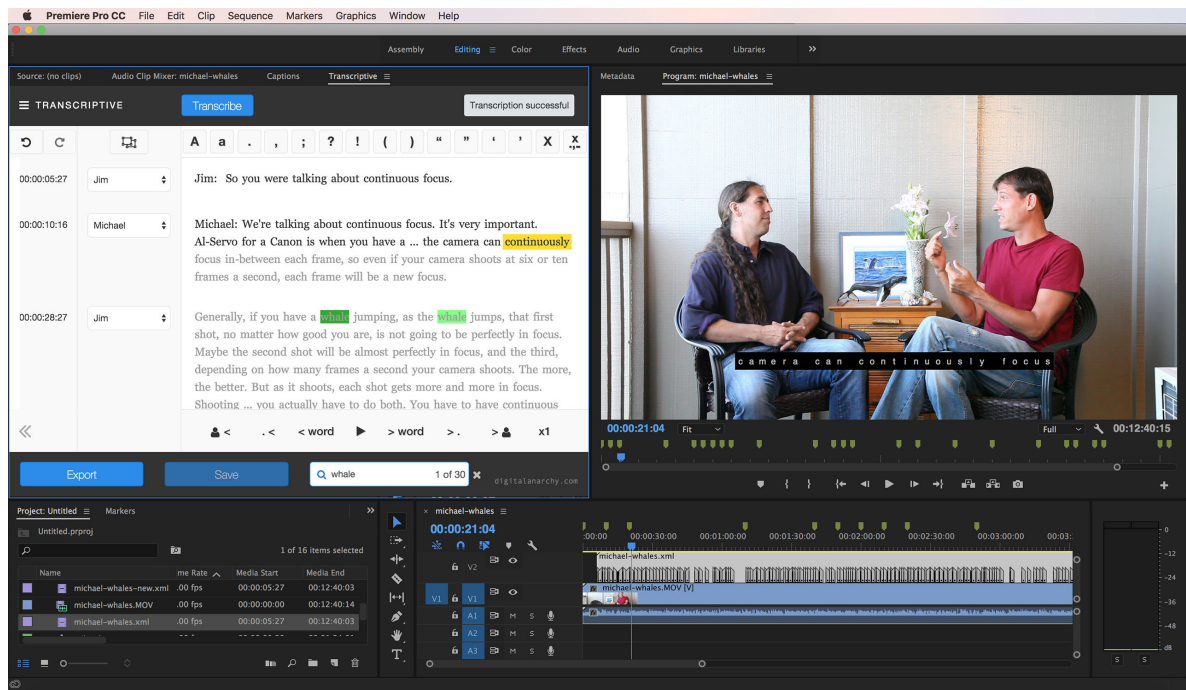 Premiere Pro CC File Edit Clip Sequence Markers Graphics Window Help
Assembly Editing Color Effects Audio Graphics Libraries
Source: (no clips) Audio Clip Mixer: michael-whales Captions Transcriptive
TRANSCRIPTIVE Transcribe Transcription successful
A a . , ; ? ! ( ) “ ” ‘ ’ X X
00:00:05:27 Jim Jim: So you were talking about continuous focus.
00:00:10:16 Michael Michael: We're talking about continuous focus. It's very important.
Al-Servo for a Canon is when you have a ... the camera can continuously
focus in-between each frame, so even if your camera shoots at six or ten
frames a second, each frame will be a new focus.
00:00:28:27 Jim Generally, if you have a whale jumping, as the whale jumps, that first
shot, no matter how good you are, is not going to be perfectly in focus.
Maybe the second shot will be almost perfectly in focus, and the third,
depending on how many frames a second your camera shoots. The more,
the better. But as it shoots, each shot gets more and more in focus.
Shooting ... you actually have to do both. You have to have continuous
< . < < word > word > . > x1
Export Save whale 1 of 30 digitalanarchy.com
Metadata Program: michael-whales
camera can continuously focus
00:00:21:04 Fit Full 00:12:40:15
Project: Untitled Markers
Untitled.prproj
1 of 16 items selected
Name me Rate Media Start Media End
michael-whales-new.xml .00 fps 00:00:05:27 00:12:40:03
michael-whales.MOV .00 fps 00:00:00:00 00:12:40:14
michael-whales.xml .00 fps 00:00:05:27 00:12:40:03
michael-whales
00:00:21:04
:00:00 00:00:30:00 00:01:00:00 00:01:30:00 00:02:00:00 00:02:30:00 00:03:00:00 00:03:
V2 michael-whales.xml
V1 V1 michael-whales.MOV [V]
A1 M S
A2 M S
A3 M S
T
0
-12
-24
-36
-48
dB
S S